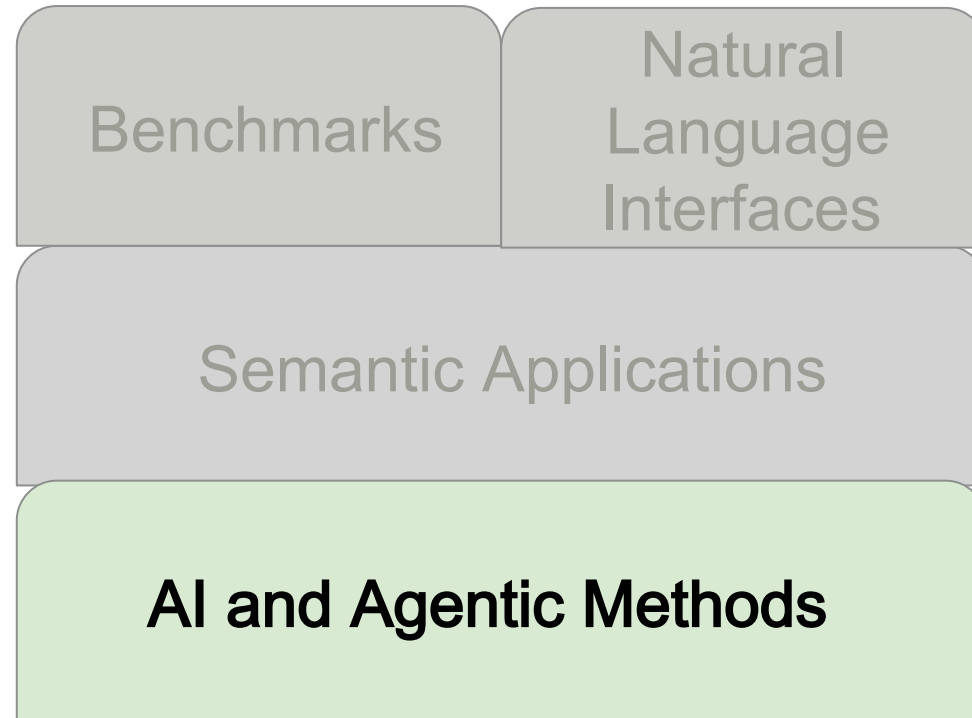 Benchmarks
Natural
Language
Interfaces
Semantic Applications
AI and Agentic Methods